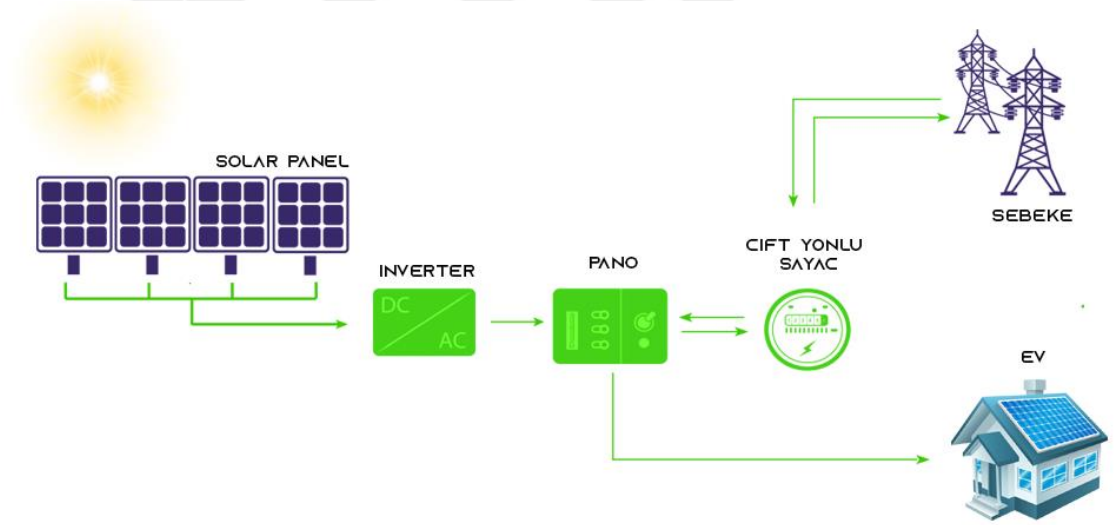 SOLAR PANEL
SEBEKE
CIFT YONLU
SAYAC
PANO
INVERTER
DC
AC
EV